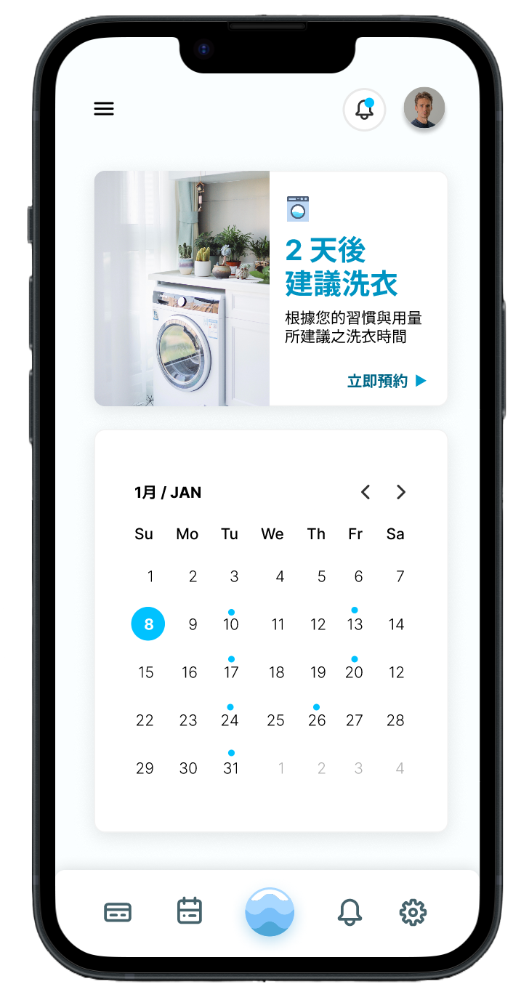 2 天後
建議洗衣
根據您的習慣與用量
所建議之洗衣時間
立即預約
1月 / JAN
Su Mo Tu We Th Fr Sa
1 2 3 4 5 6 7
8 9 10 11 12 13 14
15 16 17 18 19 20 12
22 23 24 25 26 27 28
29 30 31 1 2 3 4